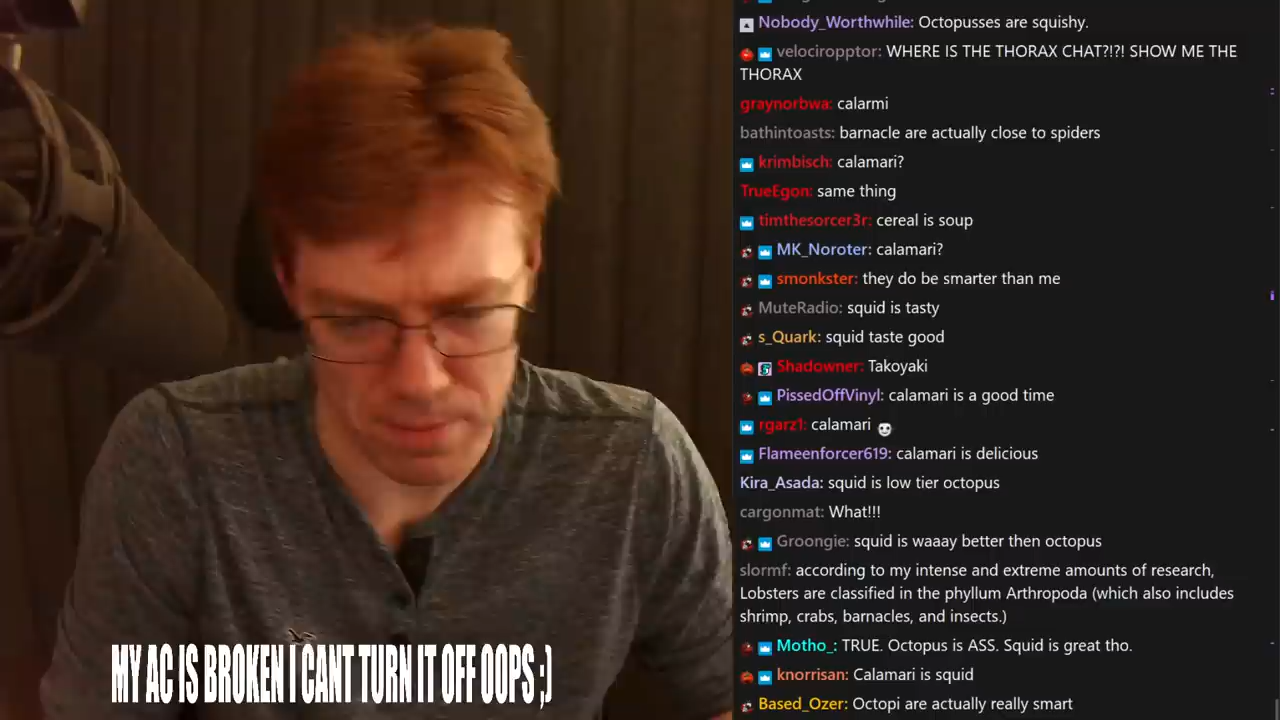 Nobody_Worthwhile: Octopusses are squishy.
velociropptor: WHERE IS THE THORAX CHAT?!?! SHOW ME THE
THORAX
graynorbwa: calarmi
bathintoasts: barnacle are actually close to spiders
krimbisch: calamari?
TrueEgon: same thing
timthesorcer3r: cereal is soup
MK_Noroter: calamari?
smonkster: they do be smarter than me
MuteRadio: squid is tasty
s_Quark: squid taste good
Shadowner: Takoyaki
PissedOffVinyl: calamari is a good time
rgarz1: calamari
Flameenforcer619: calamari is delicious
Kira_Asada: squid is low tier octopus
cargonmat: What!!!
Groongie: squid is waaay better then octopus
slormf: according to my intense and extreme amounts of research,
Lobsters are classified in the phyllum Arthropoda (which also includes
shrimp, crabs, barnacles, and insects.)
Motho_: TRUE. Octopus is ASS. Squid is great tho.
knorrisan: Calamari is squid
Based_Ozer: Octopi are actually really smart
MY AC IS BROKEN I CANT TURN IT OFF OOPS ;)